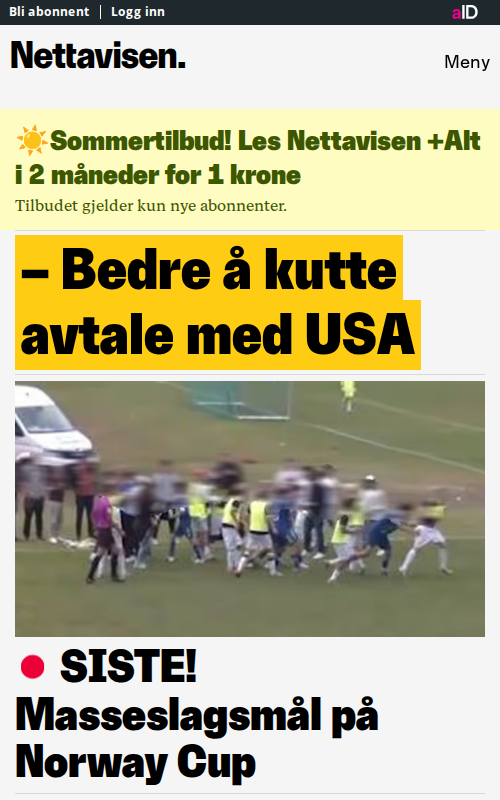 Bli abonnent | Logg inn
aID
Nettavisen.
Meny
☀️Sommertilbud! Les Nettavisen +Alt
i 2 måneder for 1 krone
Tilbudet gjelder kun nye abonnenter.
– Bedre å kutte
avtale med USA
SISTE!
Masseslagsmål på
Norway Cup